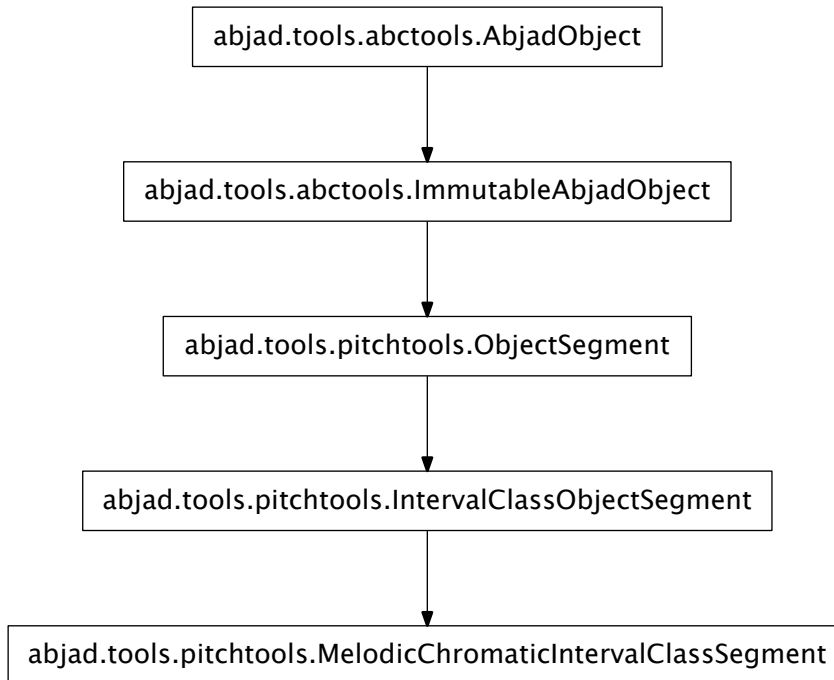 abjad.tools.abctools.AbjadObject
abjad.tools.abctools.ImmutableAbjadObject
abjad.tools.pitchtools.ObjectSegment
abjad.tools.pitchtools.IntervalClassObjectSegment
abjad.tools.pitchtools.MelodicChromaticIntervalClassSegment